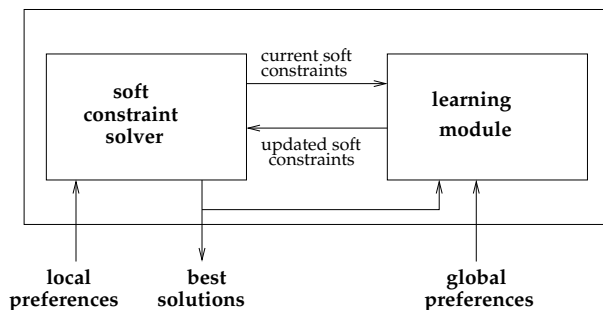 current soft
constraints
soft
constraint
solver
learning
module
updated soft
constraints
local
preferences
best
solutions
global
preferences